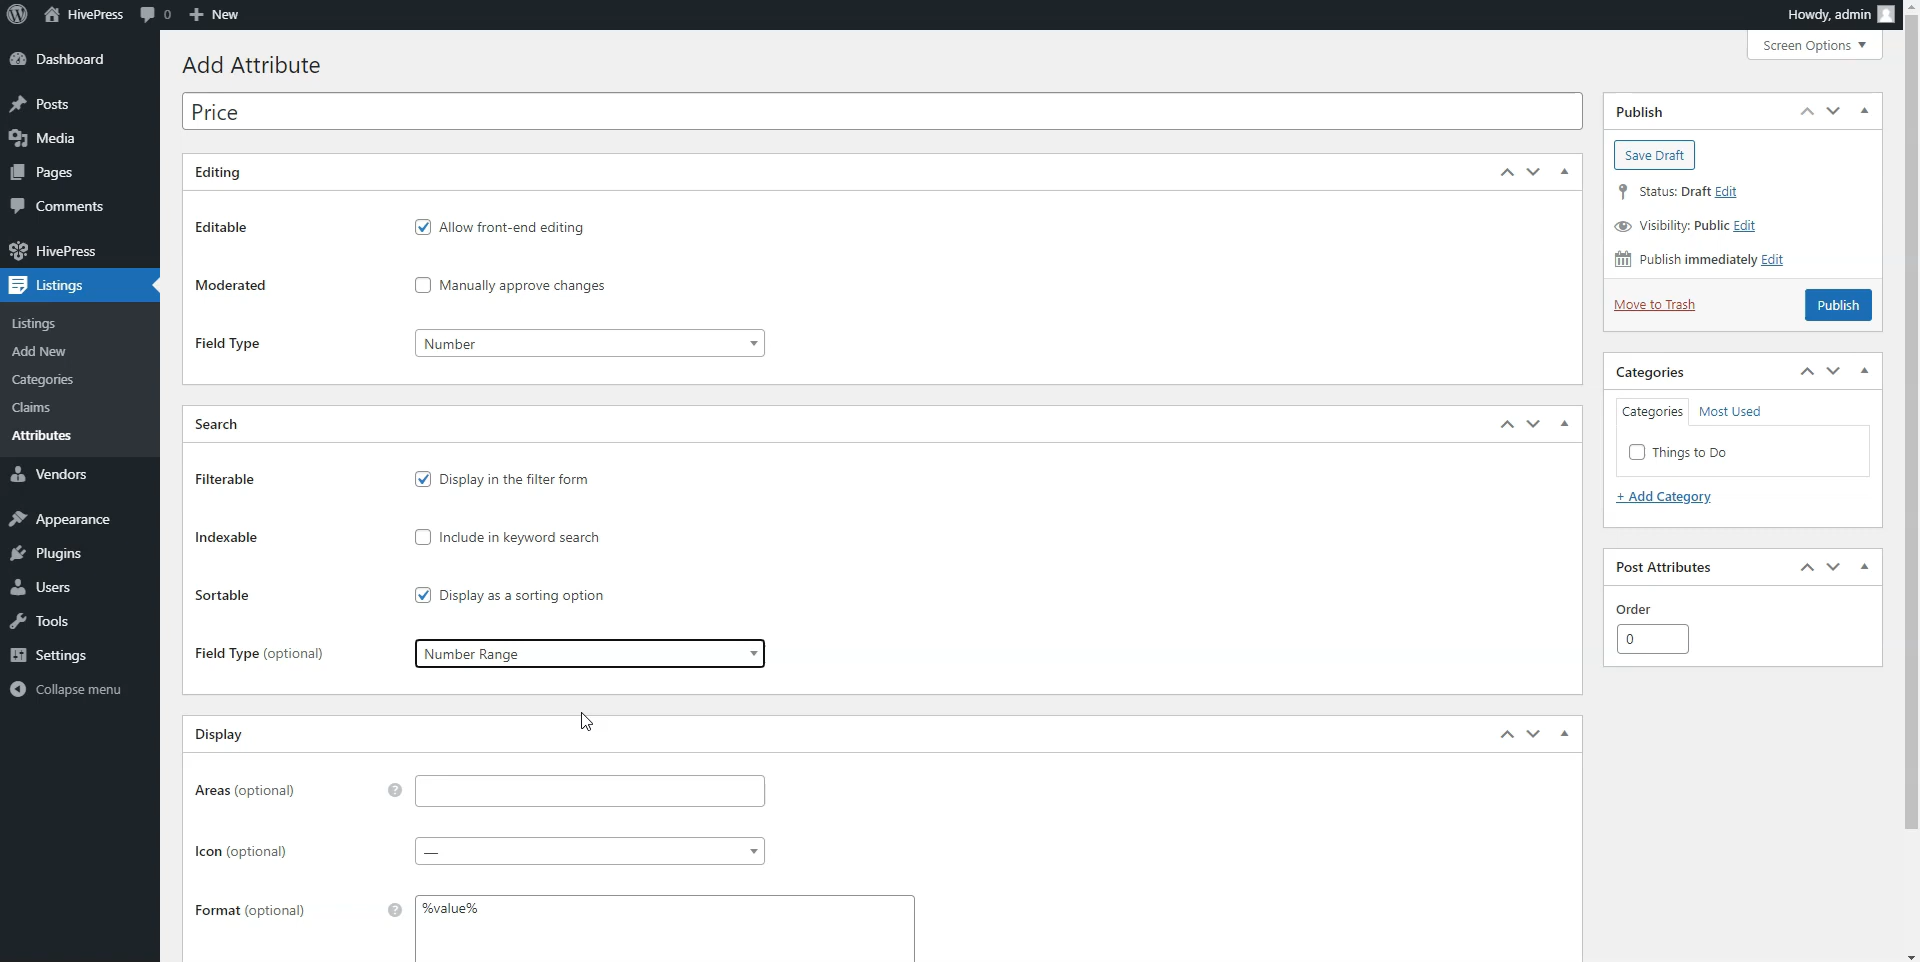 HivePress
0
New
Howdy, admin
Screen Options
Dashboard
Posts
Media
Pages
Comments
HivePress
Listings
Listings
Add New
Categories
Claims
Attributes
Vendors
Appearance
Plugins
Users
Tools
Settings
Collapse menu
Add Attribute
Price
Editing
Editable
Allow front-end editing
Moderated
Manually approve changes
Field Type
Number
Search
Filterable
Display in the filter form
Indexable
Include in keyword search
Sortable
Display as a sorting option
Field Type (optional)
Number Range
Display
Areas (optional)
?
Icon (optional)
—
Format (optional)
?
%value%
Publish
Save Draft
Status: Draft Edit
Visibility: Public Edit
Publish immediately Edit
Move to Trash
Publish
Categories
Categories
Most Used
Things to Do
+ Add Category
Post Attributes
Order
0